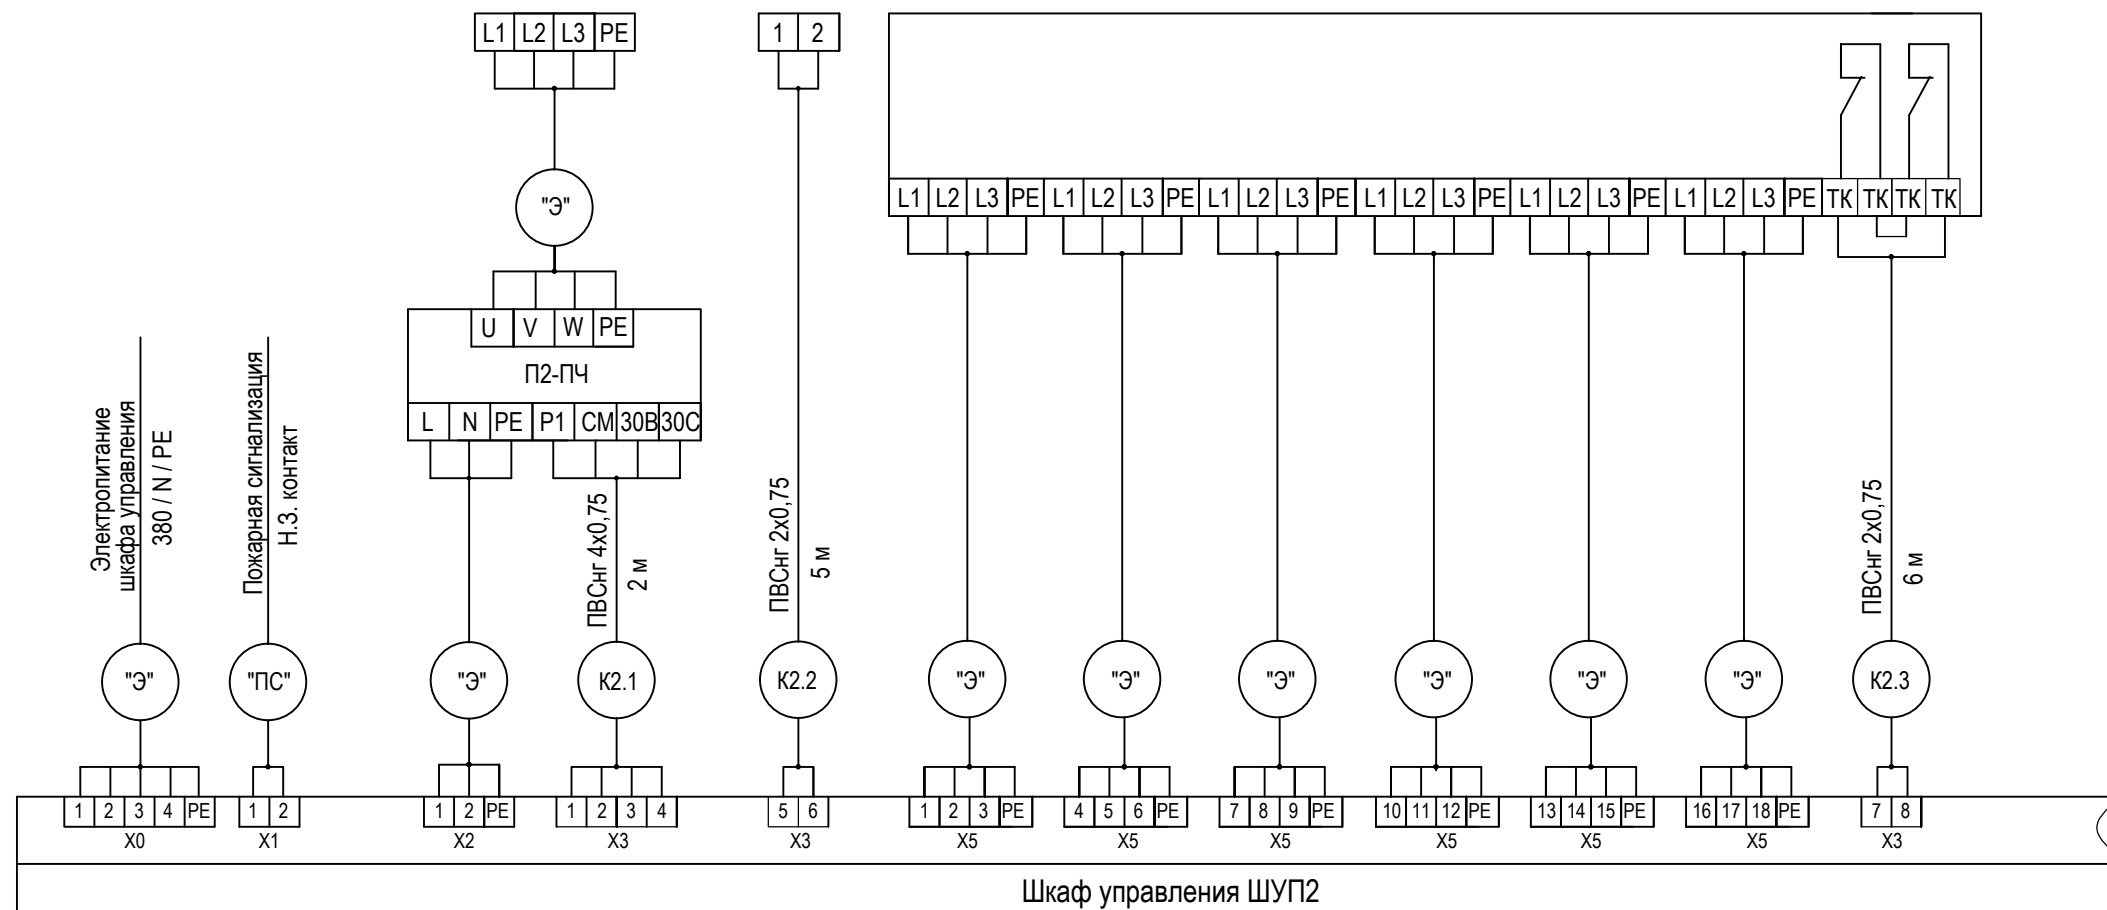 L1 L2 L3 PE
1 2
"Э"
L1 L2 L3 PE L1 L2 L3 PE L1 L2 L3 PE L1 L2 L3 PE L1 L2 L3 PE L1 L2 L3 PE ТК ТК ТК ТК
U V W PE
П2-ПЧ
L N PE P1 CM 30B 30C
Электропитание
шкафа управления
380 / N / PE
Пожарная сигнализация
Н.З. контакт
ПВСнг 4х0,75
2 м
ПВСнг 2х0,75
5 м
ПВСнг 2х0,75
6 м
"Э" "ПС" "Э" К2.1 К2.2 "Э" "Э" "Э" "Э" "Э" "Э" К2.3
1 2 3 4 PE 1 2 1 2 PE 1 2 3 4 5 6 1 2 3 PE 4 5 6 PE 7 8 9 PE 10 11 12 PE 13 14 15 PE 16 17 18 PE 7 8
X0 X1 X2 X3 X3 X5 X5 X5 X5 X5 X5 X3
Шкаф управления ШУП2